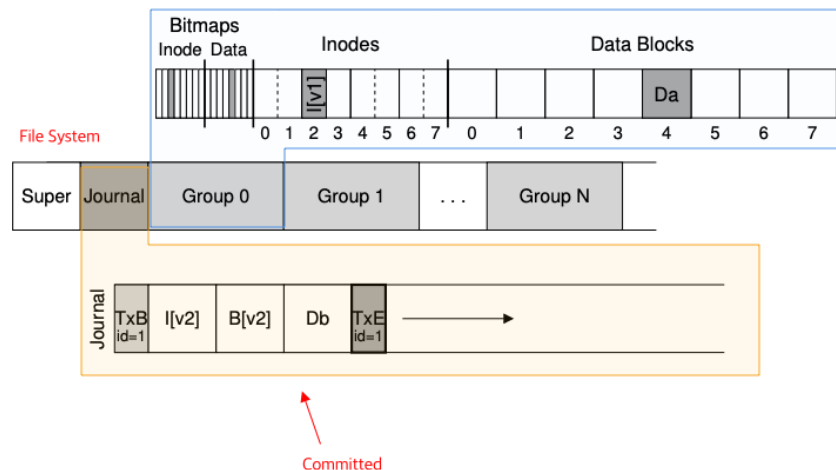 Bitmaps
Inode Data
Inodes
Data Blocks
I[v1]
Da
0 1 2 3 4 5 6 7 0 1 2 3 4 5 6 7
File System
Super Journal Group 0 Group 1 . . . Group N
Journal
TxB
id=1
I[v2] B[v2] Db
TxE
id=1
Committed